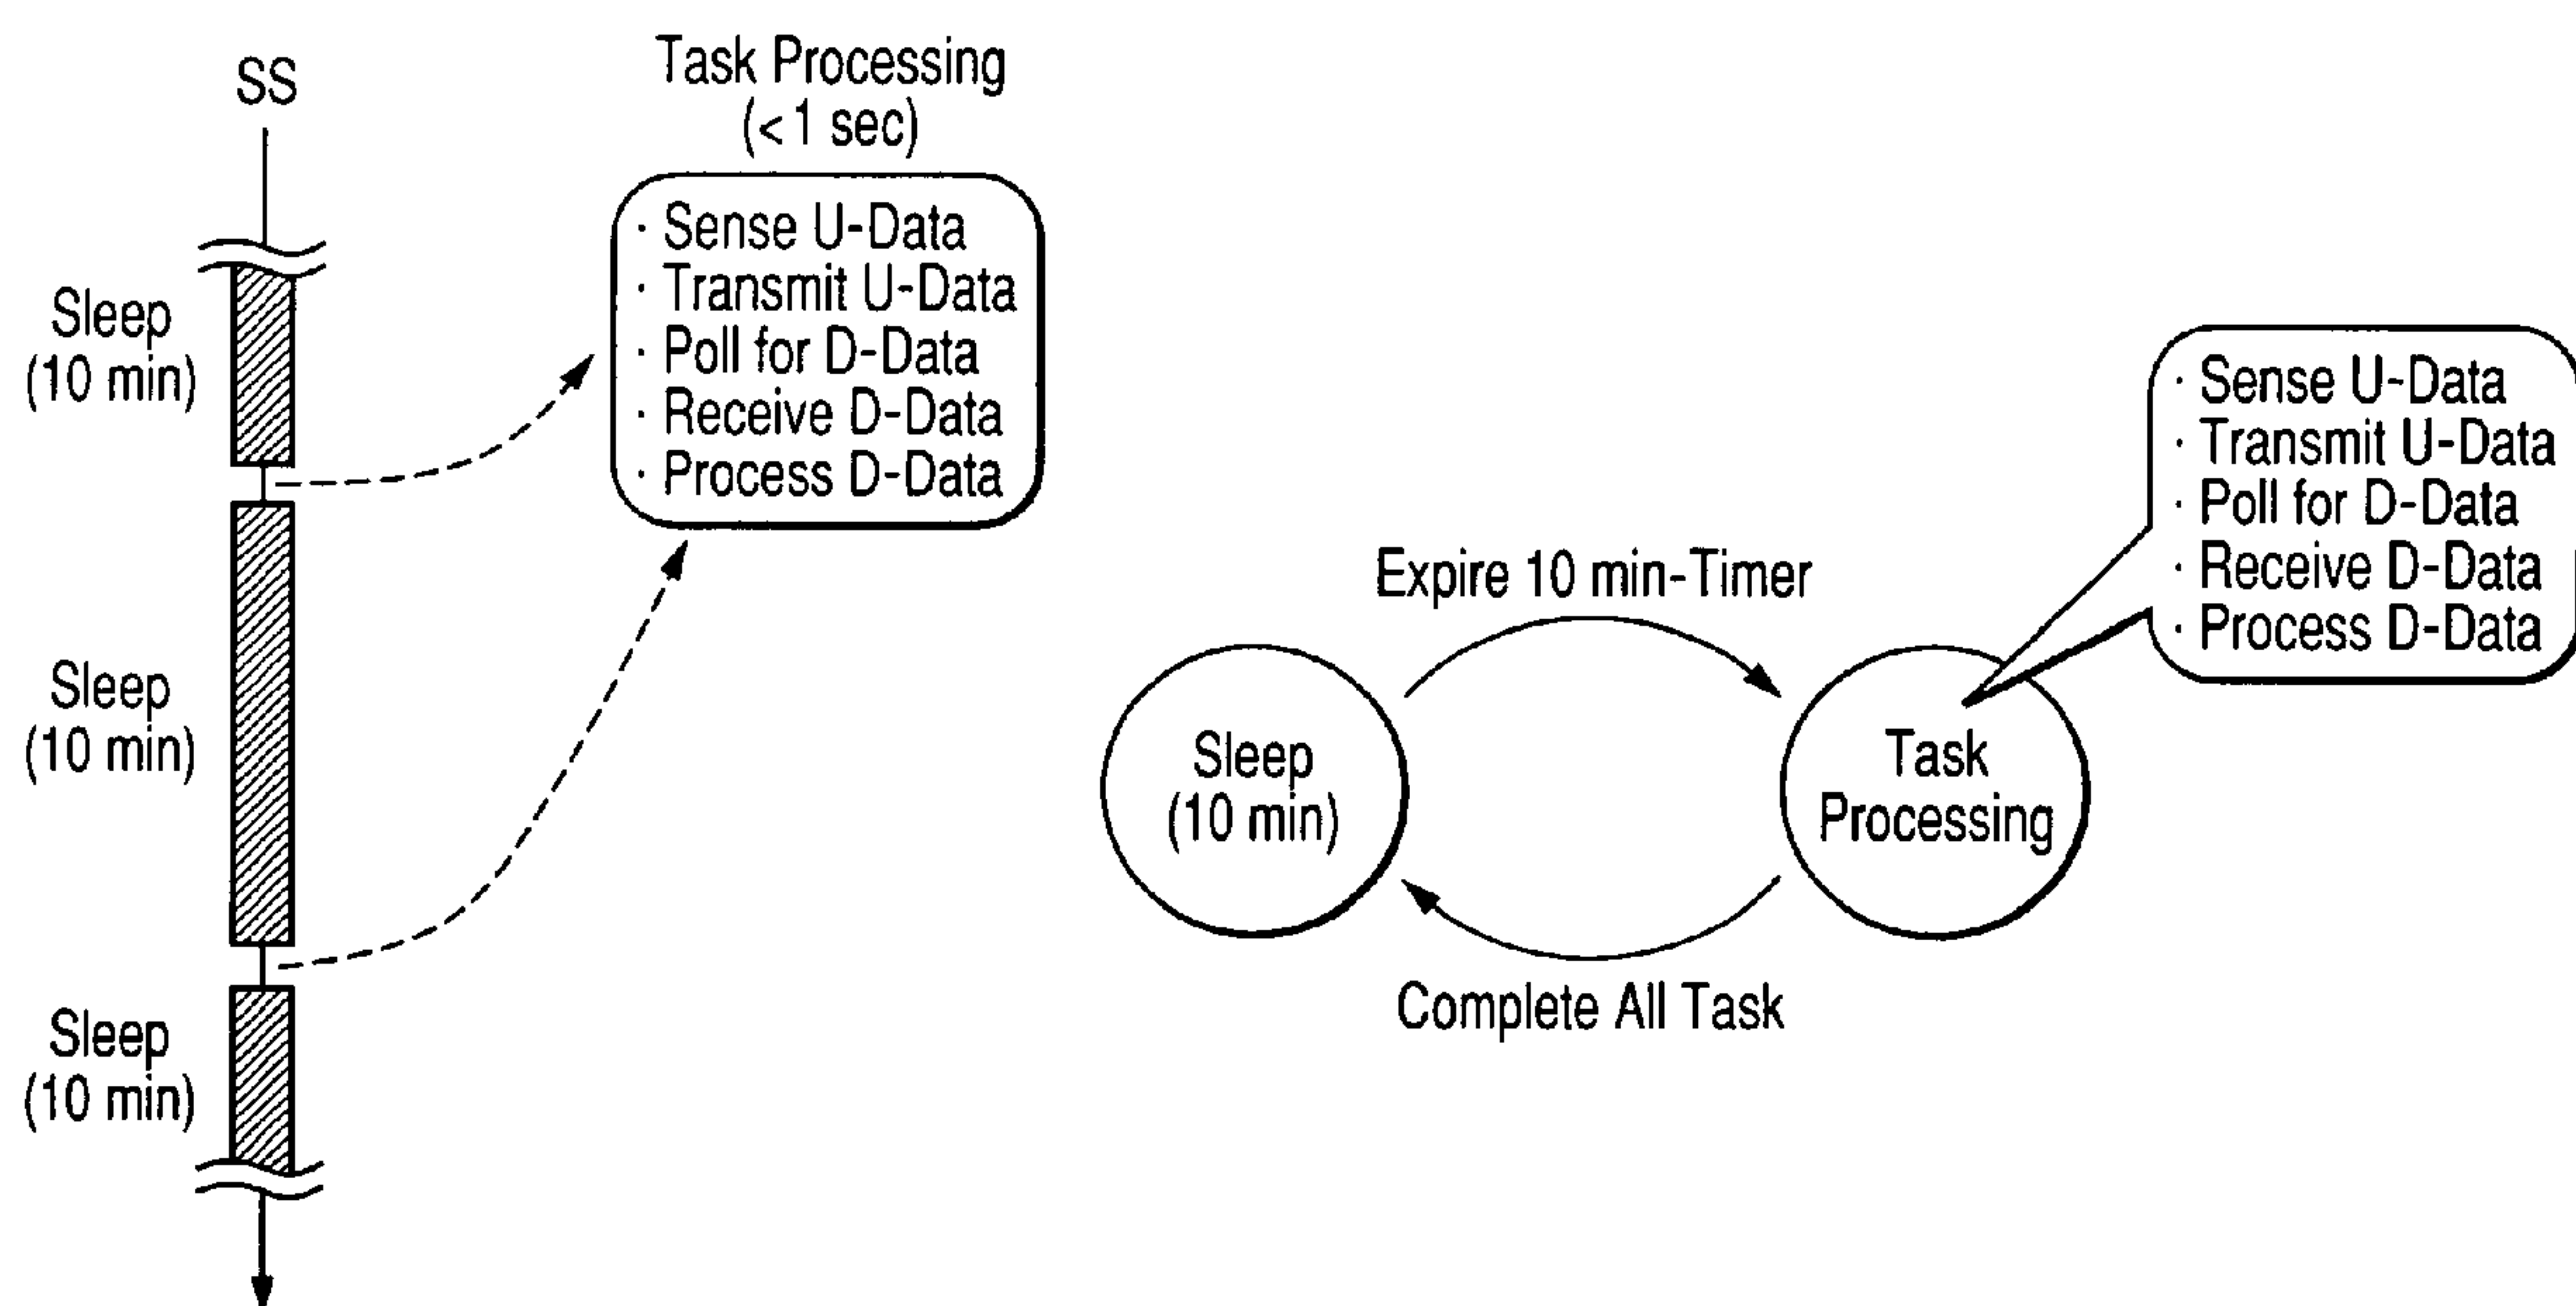 SS
Task Processing
(< 1 sec)
· Sense U-Data
· Transmit U-Data
· Poll for D-Data
· Receive D-Data
· Process D-Data
Sleep
(10 min)
Sleep
(10 min)
Sleep
(10 min)
Expire 10 min-Timer
Sleep
(10 min)
Task
Processing
Complete All Task
· Sense U-Data
· Transmit U-Data
· Poll for D-Data
· Receive D-Data
· Process D-Data